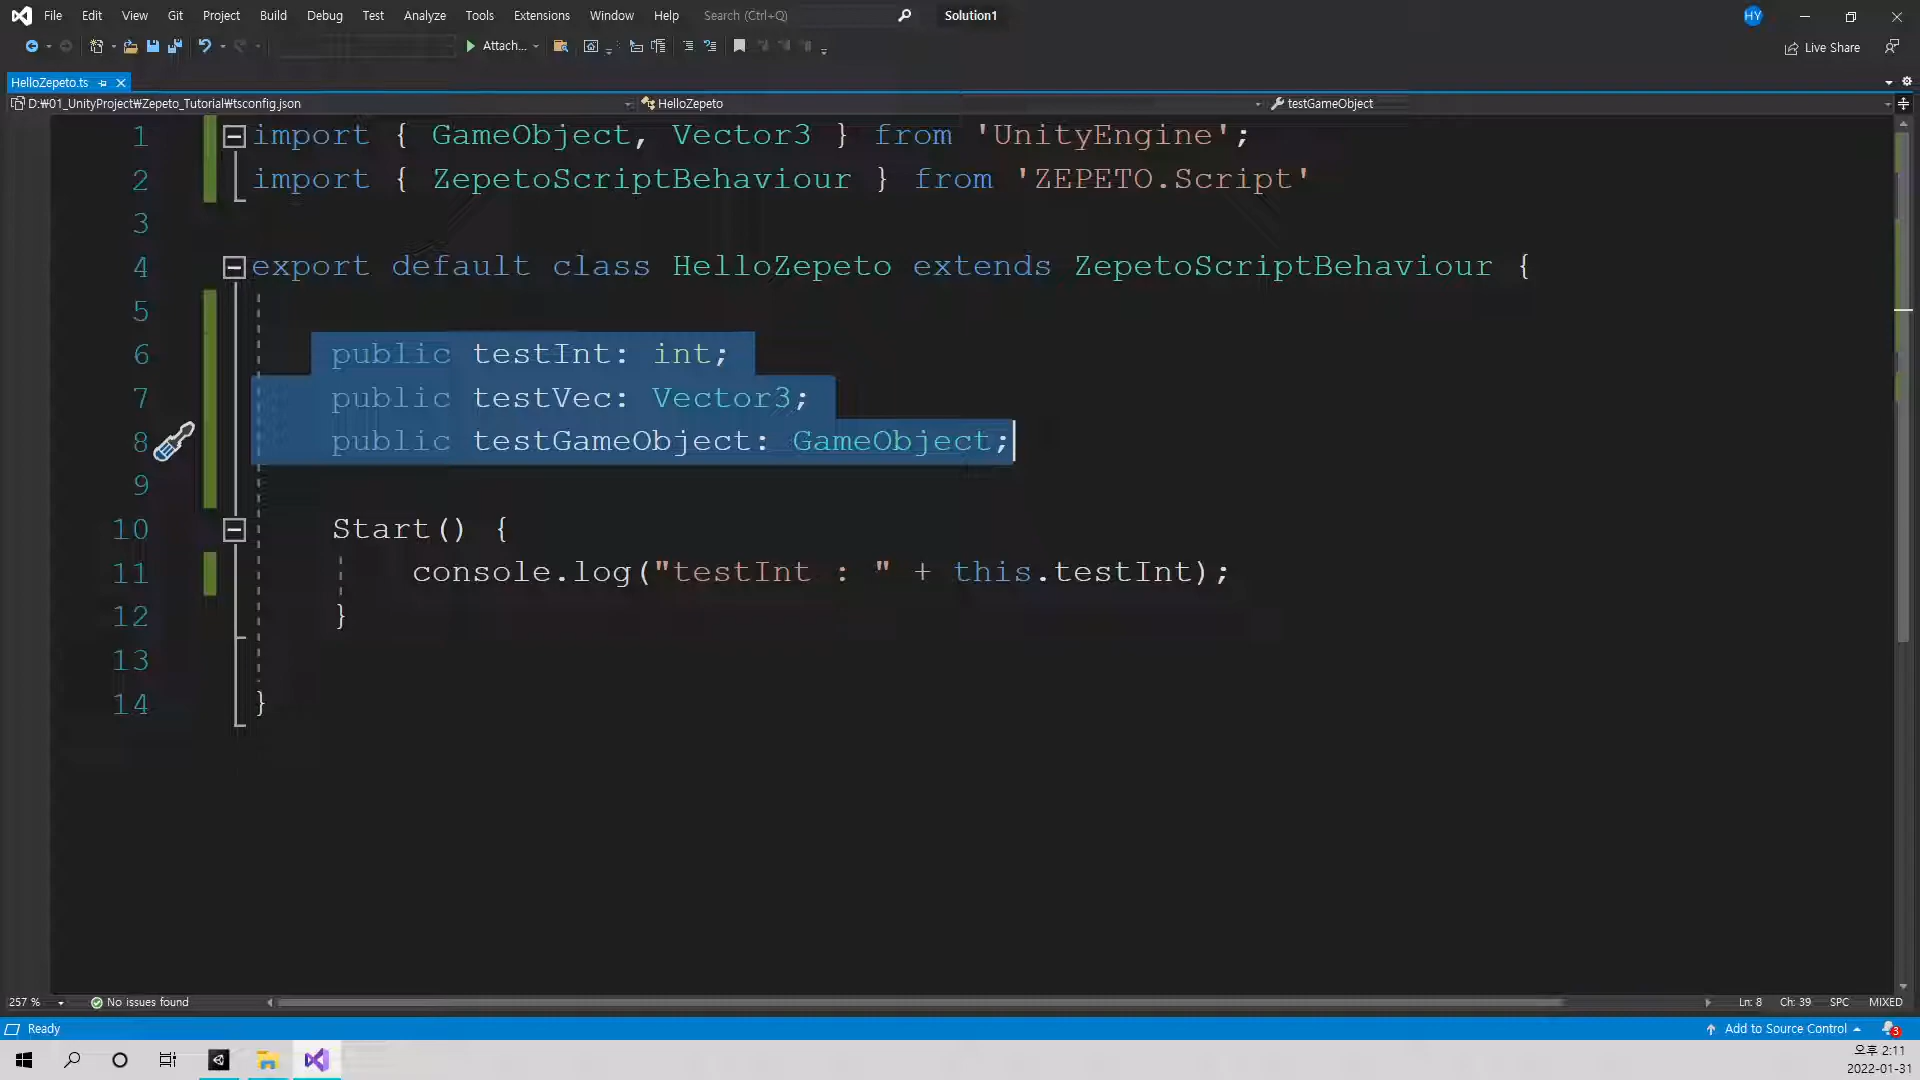 File Edit View Git Project Build Debug Test Analyze Tools Extensions Window Help Search (Ctrl+Q) Solution1 HY
Attach... Live Share
HelloZepeto.ts
D:₩01_UnityProject₩Zepeto_Tutorial₩tsconfig.json HelloZepeto testGameObject
1 import { GameObject, Vector3 } from 'UnityEngine';
2 import { ZepetoScriptBehaviour } from 'ZEPETO.Script'
3
4 export default class HelloZepeto extends ZepetoScriptBehaviour {
5
6 public testInt: int;
7 public testVec: Vector3;
8 public testGameObject: GameObject;
9
10 Start() {
11 console.log("testInt : " + this.testInt);
12 }
13
14 }
257 % No issues found Ln: 8 Ch: 39 SPC MIXED
Ready Add to Source Control 3
오후 2:11
2022-01-31